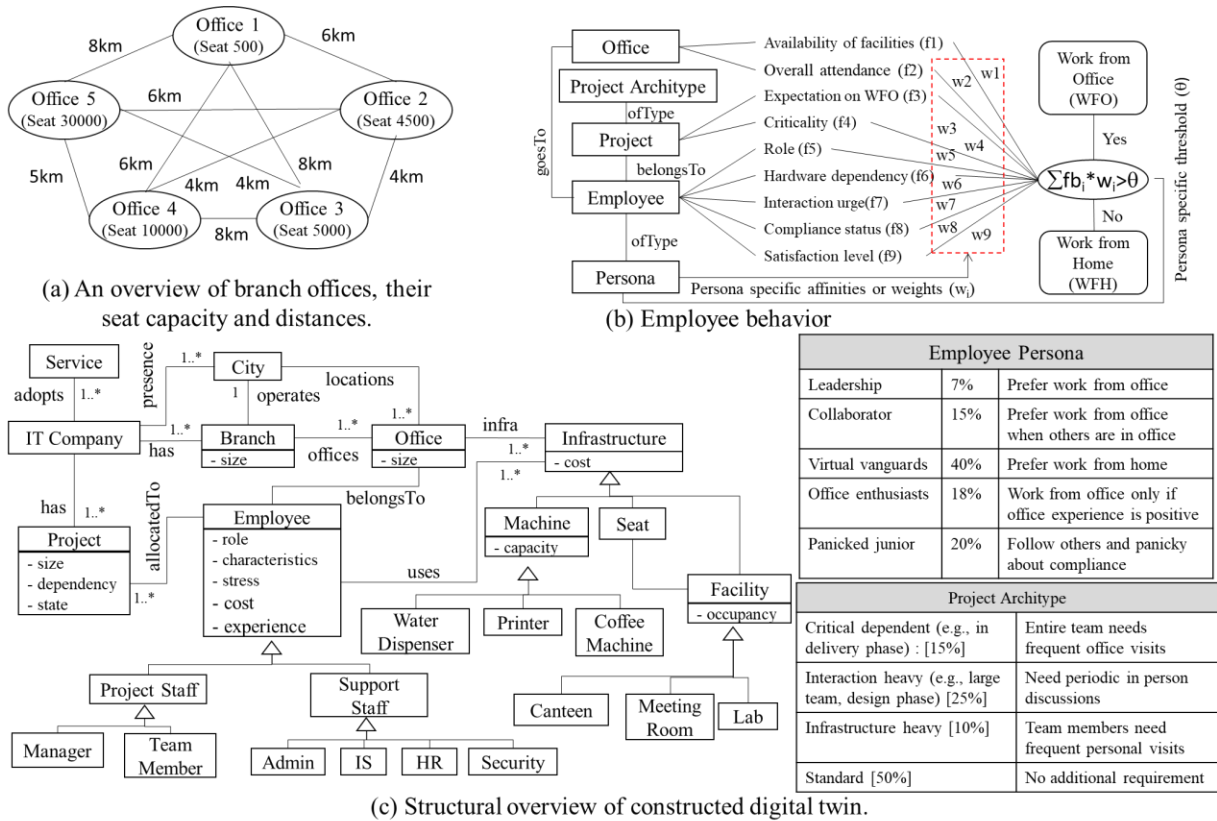 Office 1
(Seat 500)
8km
6km
Office 5
(Seat 30000)
6km
Office 2
(Seat 4500)
5km
6km
4km
4km
8km
4km
Office 4
(Seat 10000)
8km
Office 3
(Seat 5000)
(a) An overview of branch offices, their
seat capacity and distances.
Office
Project Architype
ofType
Project
belongsTo
Employee
ofType
Persona
goesTo
Availability of facilities (f1)
Overall attendance (f2)
Expectation on WFO (f3)
Criticality (f4)
Role (f5)
Hardware dependency (f6)
Interaction urge(f7)
Compliance status (f8)
Satisfaction level (f9)
w1
w2
w3
w4
w5
w6
w7
w8
w9
Persona specific affinities or weights (wi)
Work from
Office
(WFO)
Yes
∑fbi*wi>θ
No
Work from
Home
(WFH)
Persona specific threshold (θ)
(b) Employee behavior
Service
adopts
1..*
IT Company
has
1..*
Project
- size
- dependency
- state
presence
1..*
City
1
operates
locations
1..*
has
1..*
Branch
- size
offices
1..*
Office
- size
infra
1..*
1..*
Infrastructure
- cost
belongsTo
allocatedTo
1..*
Employee
- role
- characteristics
- stress
- cost
- experience
uses
1..*
Machine
- capacity
Seat
Facility
- occupancy
Water
Dispenser
Printer
Coffee
Machine
Project Staff
Support
Staff
Manager
Team
Member
Admin
IS
HR
Security
Canteen
Meeting
Room
Lab
Employee Persona
Leadership 7% Prefer work from office
Collaborator 15% Prefer work from office
when others are in office
Virtual vanguards 40% Prefer work from home
Office enthusiasts 18% Work from office only if
office experience is positive
Panicked junior 20% Follow others and panicky
about compliance
Project Architype
Critical dependent (e.g., in Entire team needs
delivery phase) : [15%] frequent office visits
Interaction heavy (e.g., large Need periodic in person
team, design phase) [25%] discussions
Infrastructure heavy [10%] Team members need
frequent personal visits
Standard [50%] No additional requirement
(c) Structural overview of constructed digital twin.